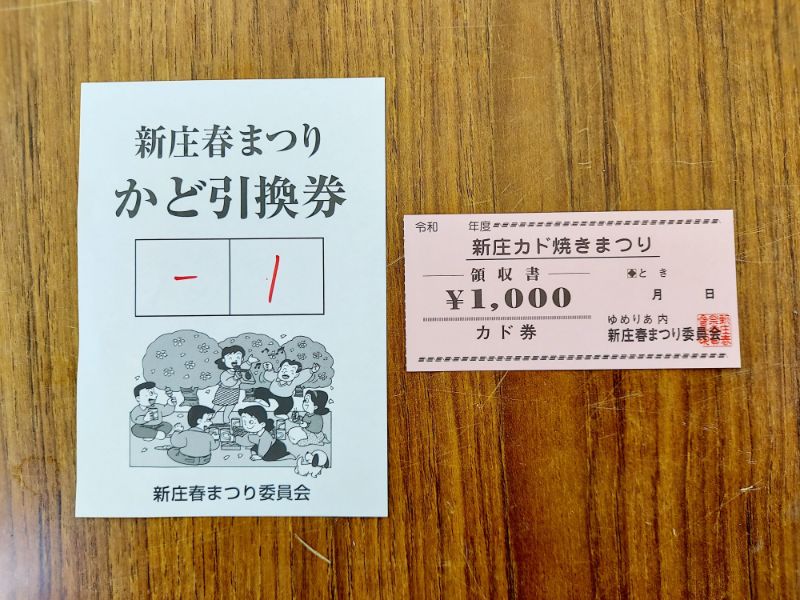 新庄春まつり
かど引換券
- 1
新庄春まつり委員会
令和 年度
新庄カド焼きまつり
領収書
¥1,000
カド券
とき
月 日
ゆめりあ内
新庄春まつり委員会